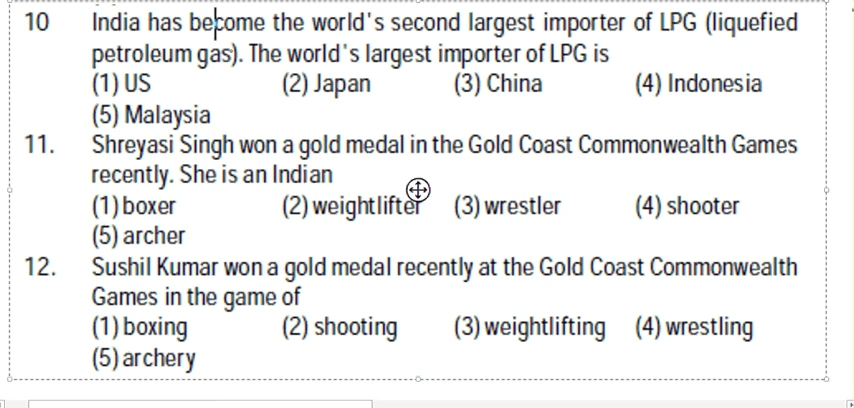 10 India has become the world's second largest importer of LPG (liquefied
petroleum gas). The world's largest importer of LPG is
(1) US (2) Japan (3) China (4) Indonesia
(5) Malaysia
11. Shreyasi Singh won a gold medal in the Gold Coast Commonwealth Games
recently. She is an Indian
(1) boxer (2) weightlifter (3) wrestler (4) shooter
(5) archer
12. Sushil Kumar won a gold medal recently at the Gold Coast Commonwealth
Games in the game of
(1) boxing (2) shooting (3) weightlifting (4) wrestling
(5) archery